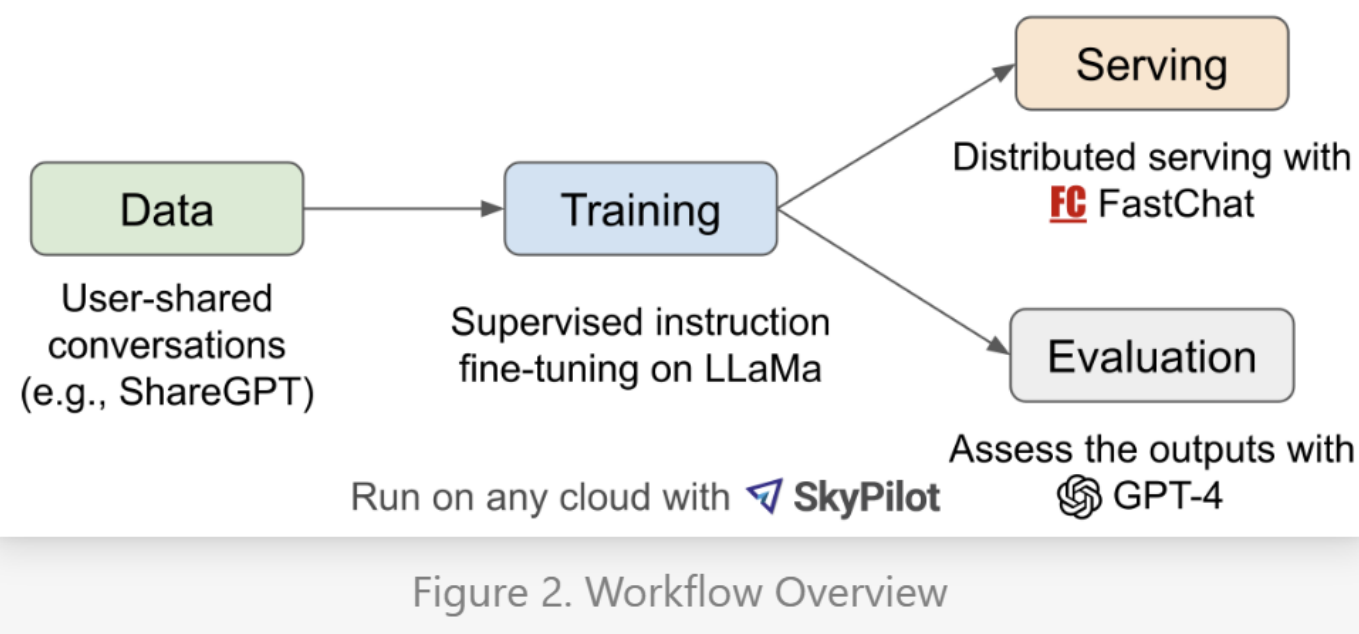 Data
User-shared
conversations
(e.g., ShareGPT)
Training
Supervised instruction
fine-tuning on LLaMa
Serving
Distributed serving with
FC FastChat
Evaluation
Assess the outputs with
GPT-4
Run on any cloud with SkyPilot
Figure 2. Workflow Overview